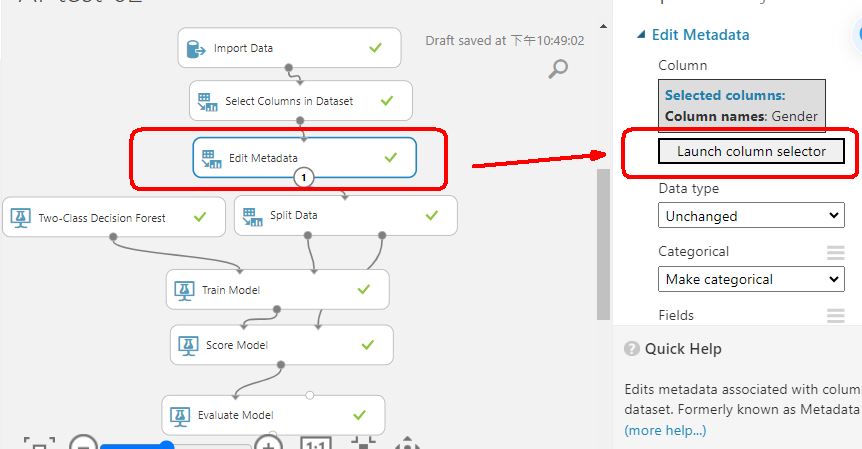 Import Data
Draft saved at 下午10:49:02
Select Columns in Dataset
Edit Metadata
1
Two-Class Decision Forest
Split Data
Train Model
Score Model
Evaluate Model
1:1
Edit Metadata
Column
Selected columns:
Column names: Gender
Launch column selector
Data type
Unchanged
Categorical
Make categorical
Fields
? Quick Help
Edits metadata associated with colum
dataset. Formerly known as Metadata
(more help...)